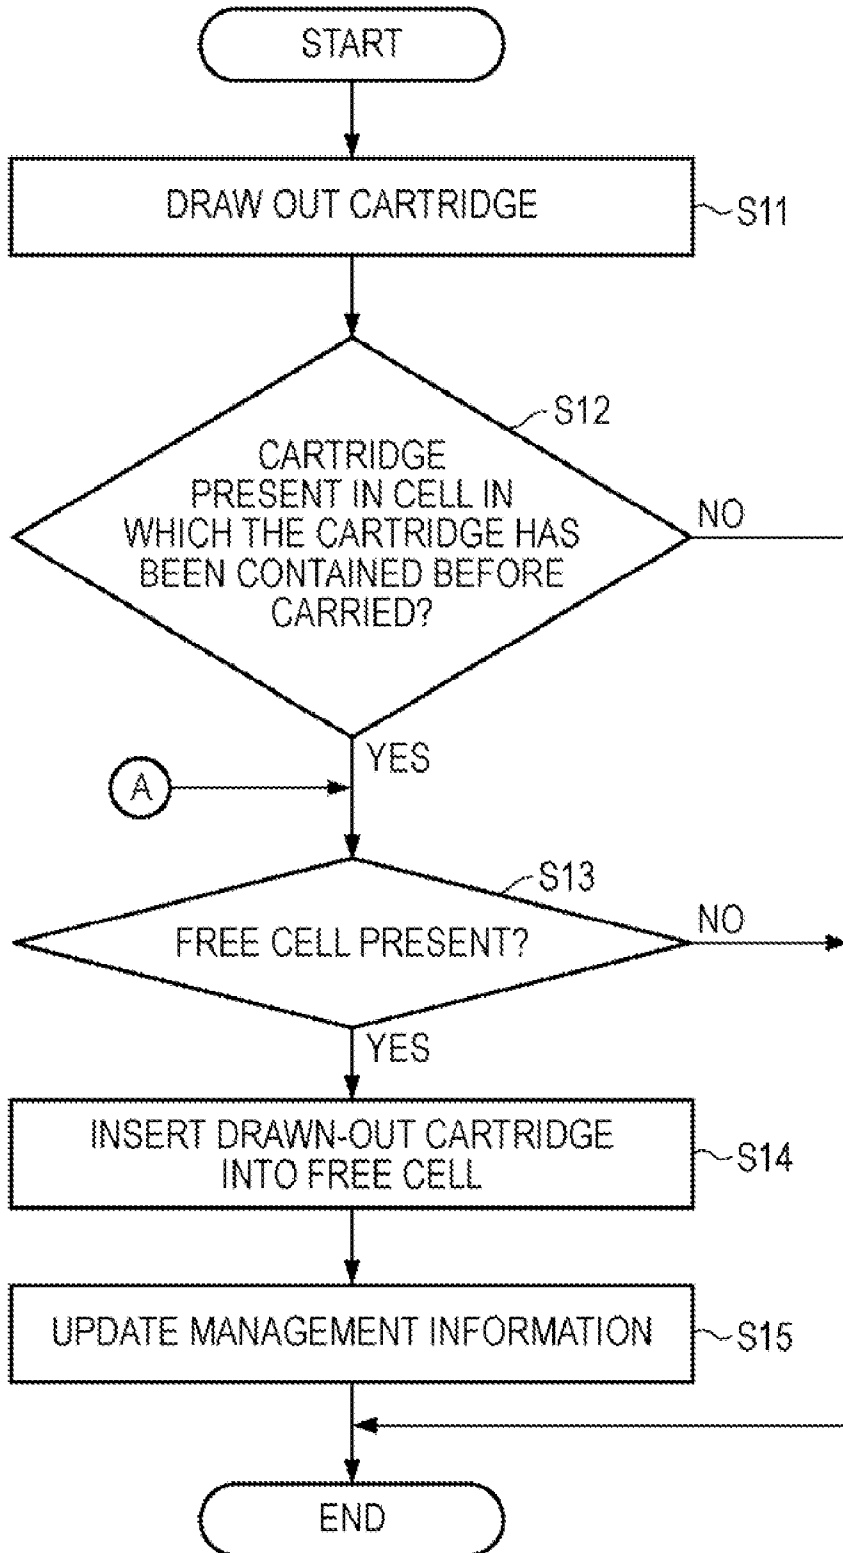 START
DRAW OUT CARTRIDGE
S11
S12
CARTRIDGE
PRESENT IN CELL IN
WHICH THE CARTRIDGE HAS
BEEN CONTAINED BEFORE
CARRIED?
NO
YES
A
S13
FREE CELL PRESENT?
NO
YES
INSERT DRAWN-OUT CARTRIDGE
INTO FREE CELL
S14
UPDATE MANAGEMENT INFORMATION
S15
END